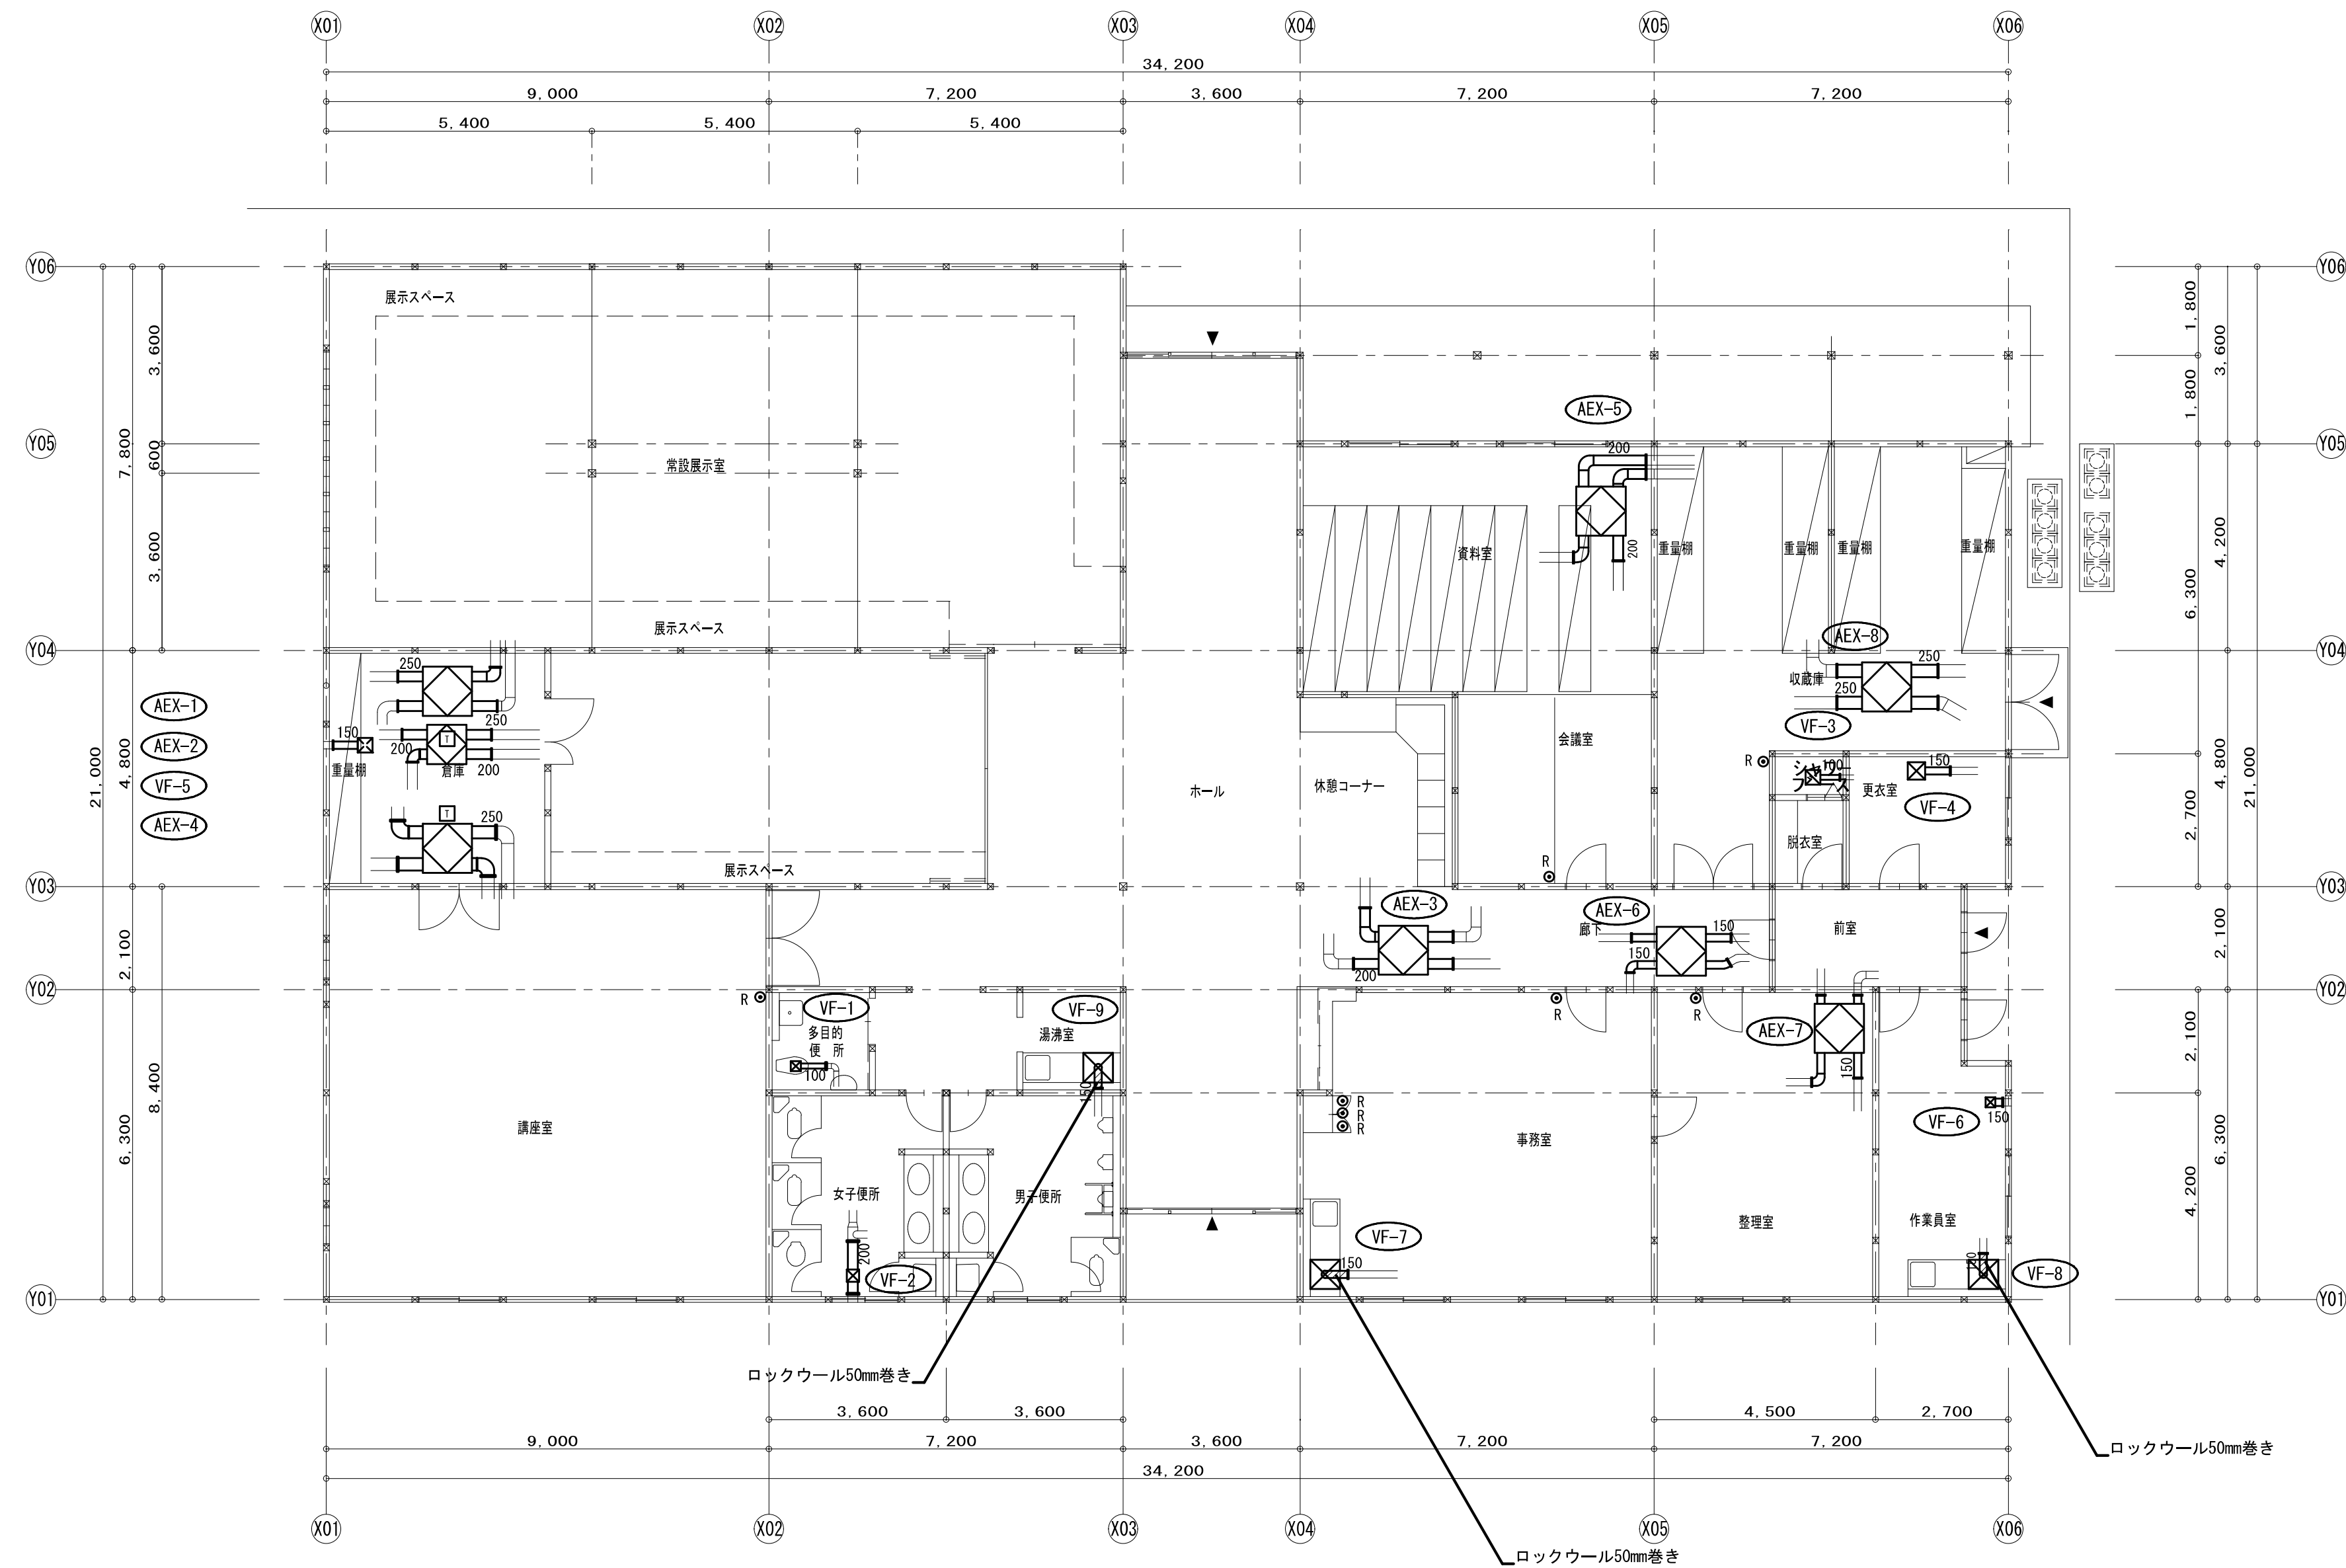 X01 X02 X03 X04 X05 X06
34,200
9,000 7,200 3,600 7,200 7,200
5,400 5,400 5,400
Y06 Y06
展示スペース
3,600
1,800
3,600
AEX-5
1,800
Y05 Y05
200
7,800
600
常設展示室
資料室
200
重量棚 重量棚 重量棚 重量棚
4,200
3,600
6,300
展示スペース
AEX-8
Y04 Y04
250
250
収蔵庫
250
AEX-1
250
VF-3
150
AEX-2
200
会議室
R
重量棚 倉庫 200
シャワー
ブース
100
150
VF-5
休憩コーナー
ホール
更衣室
VF-4
21,000
4,800
4,800
21,000
AEX-4
250
2,700
脱衣室
展示スペース
R
Y03 Y03
AEX-3
AEX-6
廊下
150
前室
2,100
2,100
150
200
Y02 Y02
R
VF-1
VF-9
R
R
多目的
便 所
湯沸室
AEX-7
100
150
150
2,100
8,400
R
R
R
VF-6
150
講座室
事務室
6,300
6,300
女子便所
男子便所
整理室
作業員室
4,200
200
VF-7
150
150
VF-2
VF-8
Y01 Y01
ロックウール50mm巻き
3,600 3,600 4,500 2,700
9,000 7,200 3,600 7,200 7,200
ロックウール50mm巻き
34,200
X01 X02 X03 X04 X05 X06
ロックウール50mm巻き